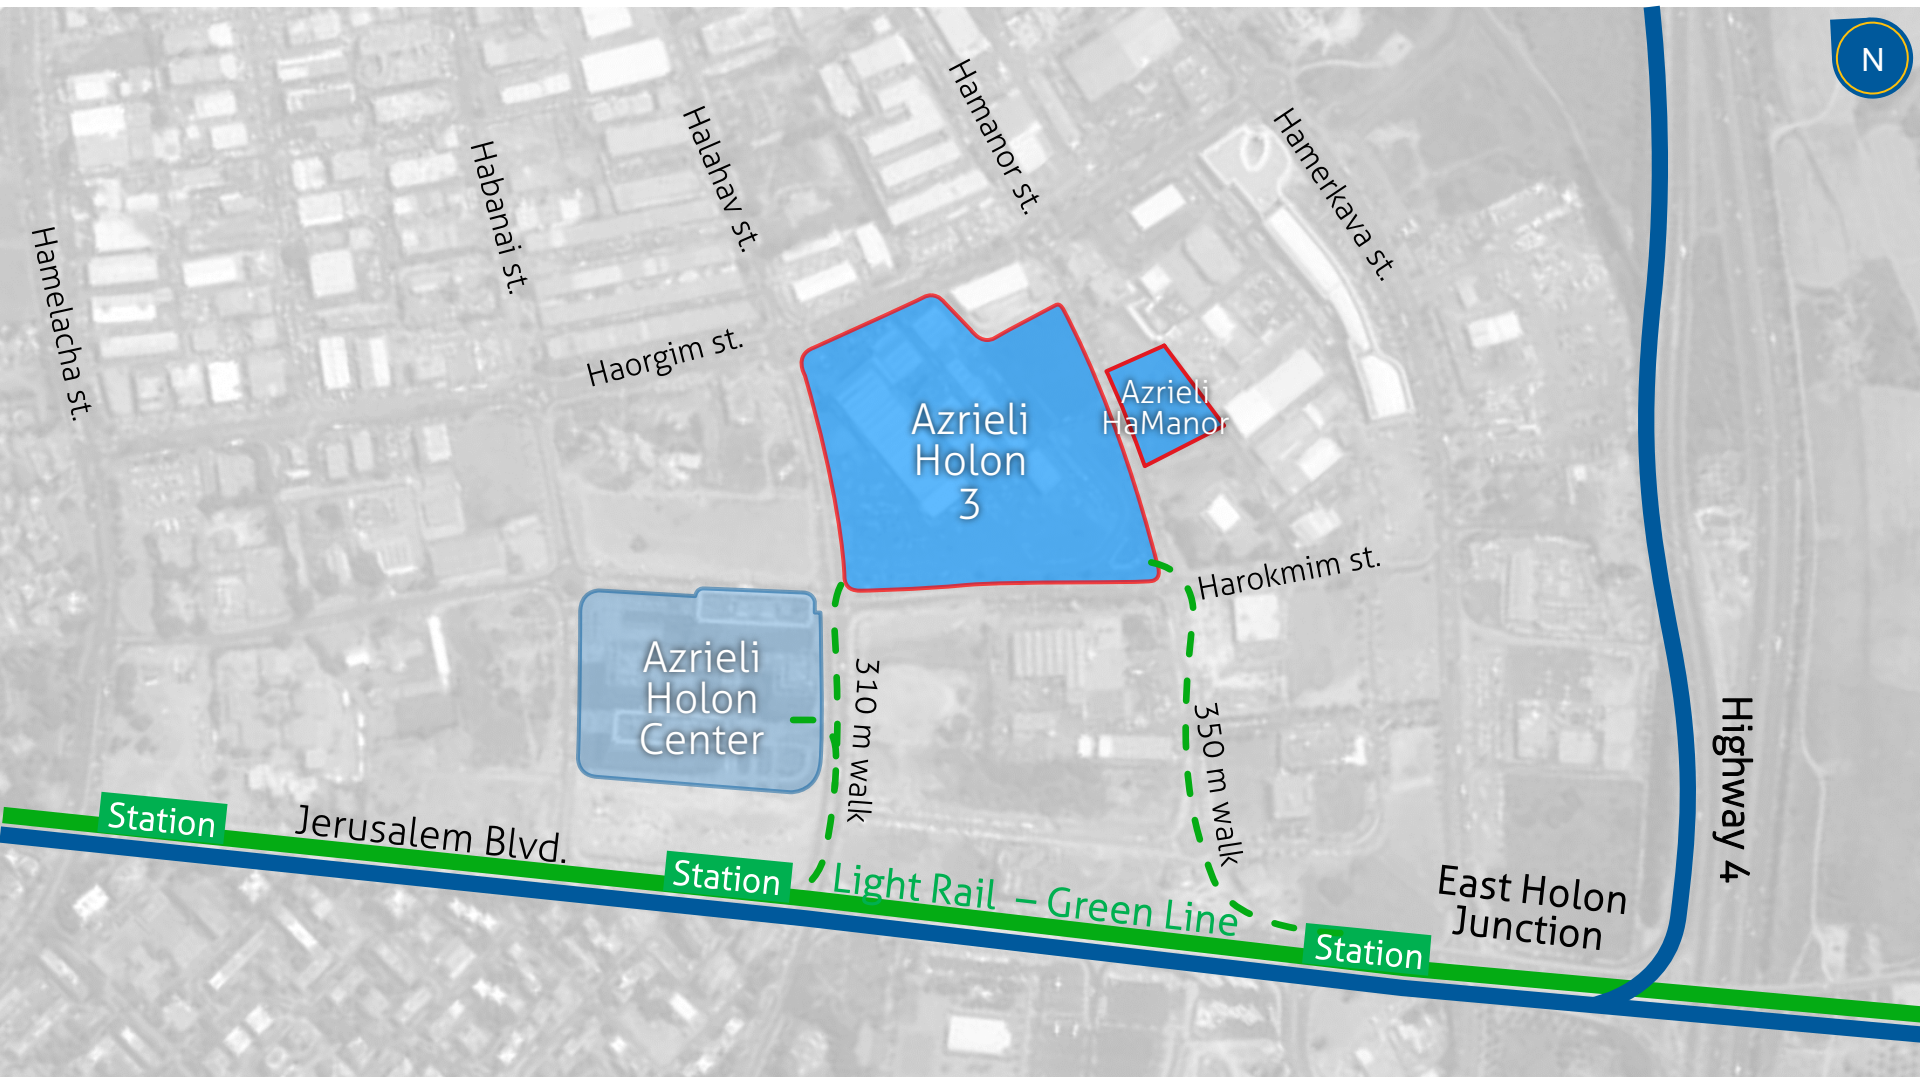 N
Hamanor st.
Halahav st.
Hamerkava st.
Habanai st.
Hamelacha st.
Haorgim st.
Azrieli
HaManor
Azrieli
Holon
3
Harokmim st.
Azrieli
Holon
Center
310 m walk
350 m walk
Highway 4
Station
Jerusalem Blvd.
Station
Light Rail – Green Line
East Holon
Junction
Station